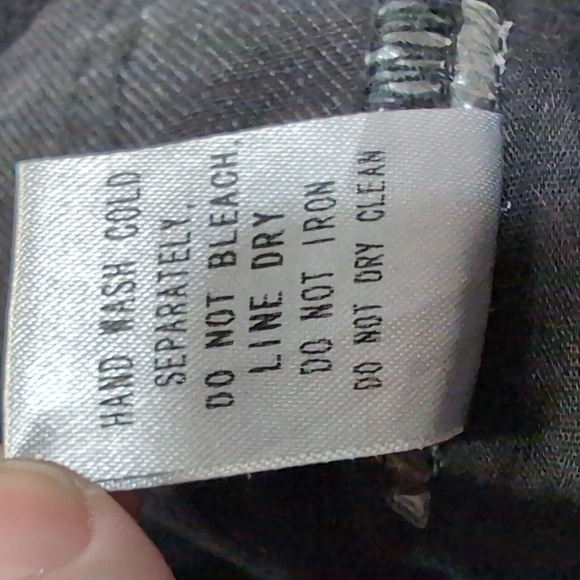 HAND WASH COLD
SEPARATELY.
DO NOT BLEACH.
LINE DRY
DO NOT IRON
DO NOT DRY CLEAN